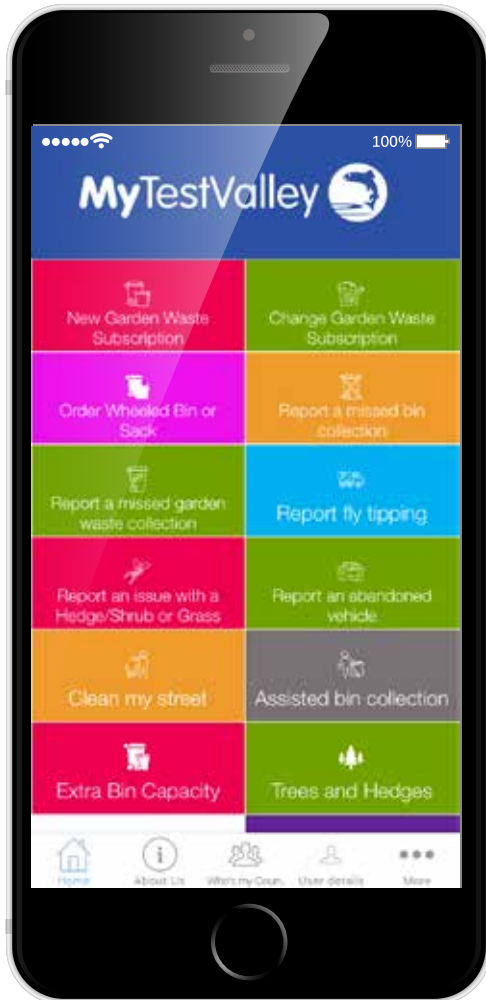 100%
MyTestValley
New Garden Waste
Subscription
Change Garden Waste
Subscription
Order Wheeled Bin or
Sack
Report a missed bin
collection
Report a missed garden
waste collection
Report fly tipping
Report an issue with a
Hedge/Shrub or Grass
Report an abandoned
vehicle
Clean my street
Assisted bin collection
Extra Bin Capacity
Trees and Hedges
Home
About Us
Who's my Coun..
User details
More